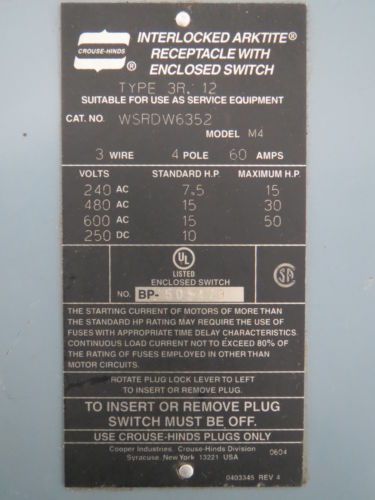 CROUSE-HINDS
®
INTERLOCKED ARKTITE®
RECEPTACLE WITH
ENCLOSED SWITCH
TYPE 3R, 12
SUITABLE FOR USE AS SERVICE EQUIPMENT
CAT. NO. WSRDW6352
MODEL M4
3 WIRE 4 POLE 60 AMPS
VOLTS STANDARD H.P. MAXIMUM H.P.
240 AC 7.5 15
480 AC 15 30
600 AC 15 50
250 DC 10
UL
LISTED
ENCLOSED SWITCH
NO. BP-
THE STARTING CURRENT OF MOTORS OF MORE THAN
THE STANDARD HP RATING MAY REQUIRE THE USE OF
FUSES WITH APPROPRIATE TIME DELAY CHARACTERISTICS.
CONTINUOUS LOAD CURRENT NOT TO EXCEED 80% OF
THE RATING OF FUSES EMPLOYED IN OTHER THAN
MOTOR CIRCUITS.
ROTATE PLUG LOCK LEVER TO LEFT
TO INSERT OR REMOVE PLUG.
TO INSERT OR REMOVE PLUG
SWITCH MUST BE OFF.
USE CROUSE-HINDS PLUGS ONLY
Cooper Industries, Crouse-Hinds Division 0604
Syracuse, New York 13221 USA
0403345 REV 4